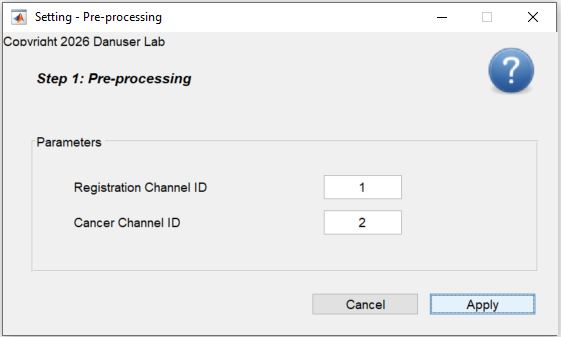 Setting - Pre-processing
Copyright 2026 Danuser Lab
Step 1: Pre-processing
?
Parameters
Registration Channel ID 1
Cancer Channel ID 2
Cancel Apply